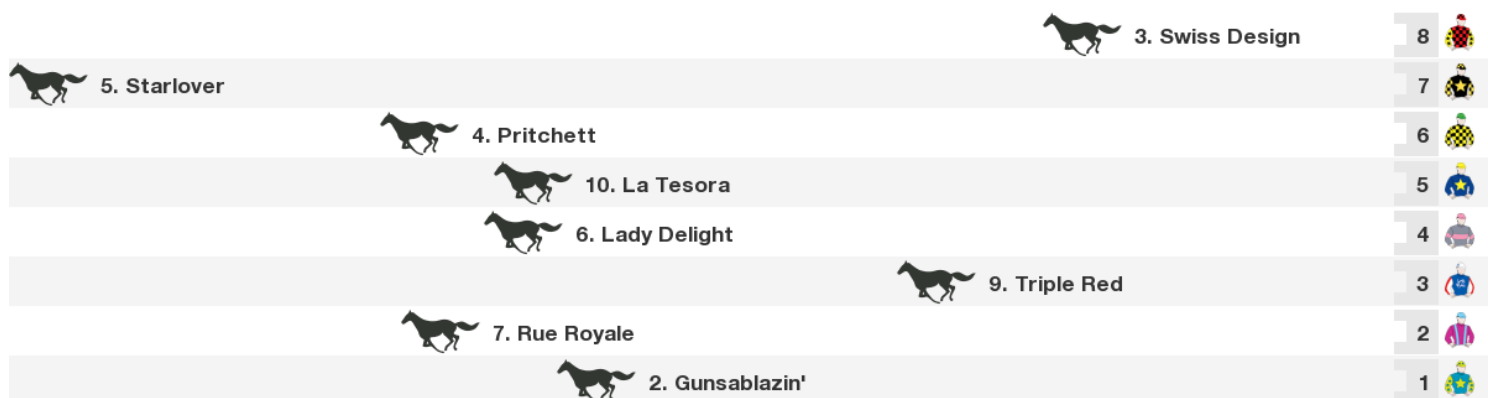 3. Swiss Design 8
5. Starlover 7
4. Pritchett 6
10. La Tesora 5
6. Lady Delight 4
9. Triple Red 3
7. Rue Royale 2
2. Gunsablazin' 1